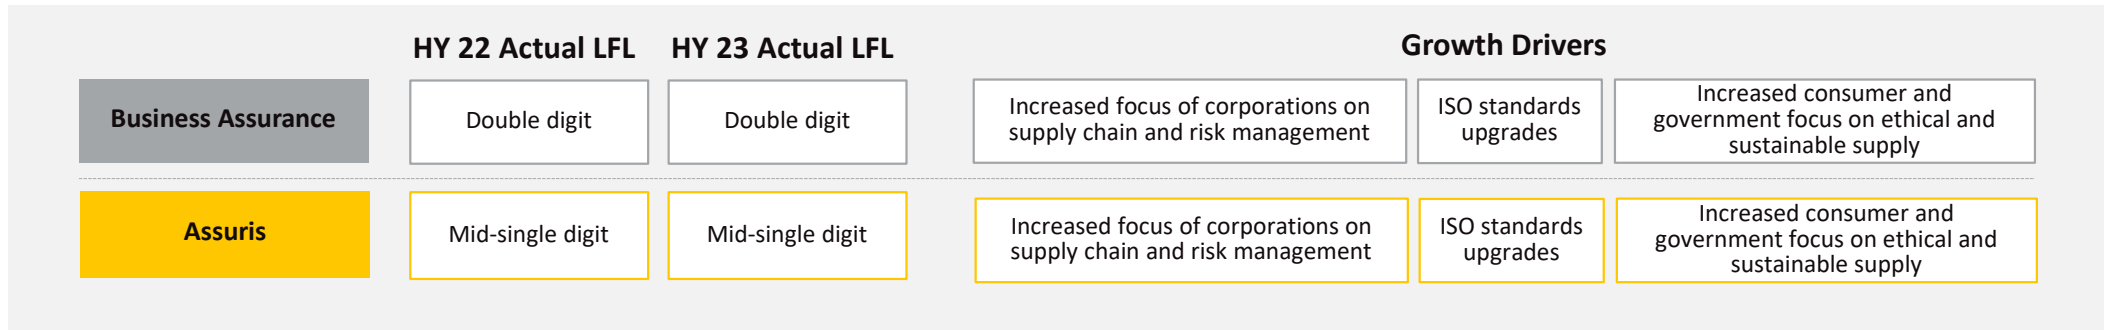 HY 22 Actual LFL HY 23 Actual LFL Growth Drivers
Business Assurance
Double digit
Double digit
Increased focus of corporations on
supply chain and risk management
ISO standards
upgrades
Increased consumer and
government focus on ethical and
sustainable supply
Assuris
Mid-single digit
Mid-single digit
Increased focus of corporations on
supply chain and risk management
ISO standards
upgrades
Increased consumer and
government focus on ethical and
sustainable supply